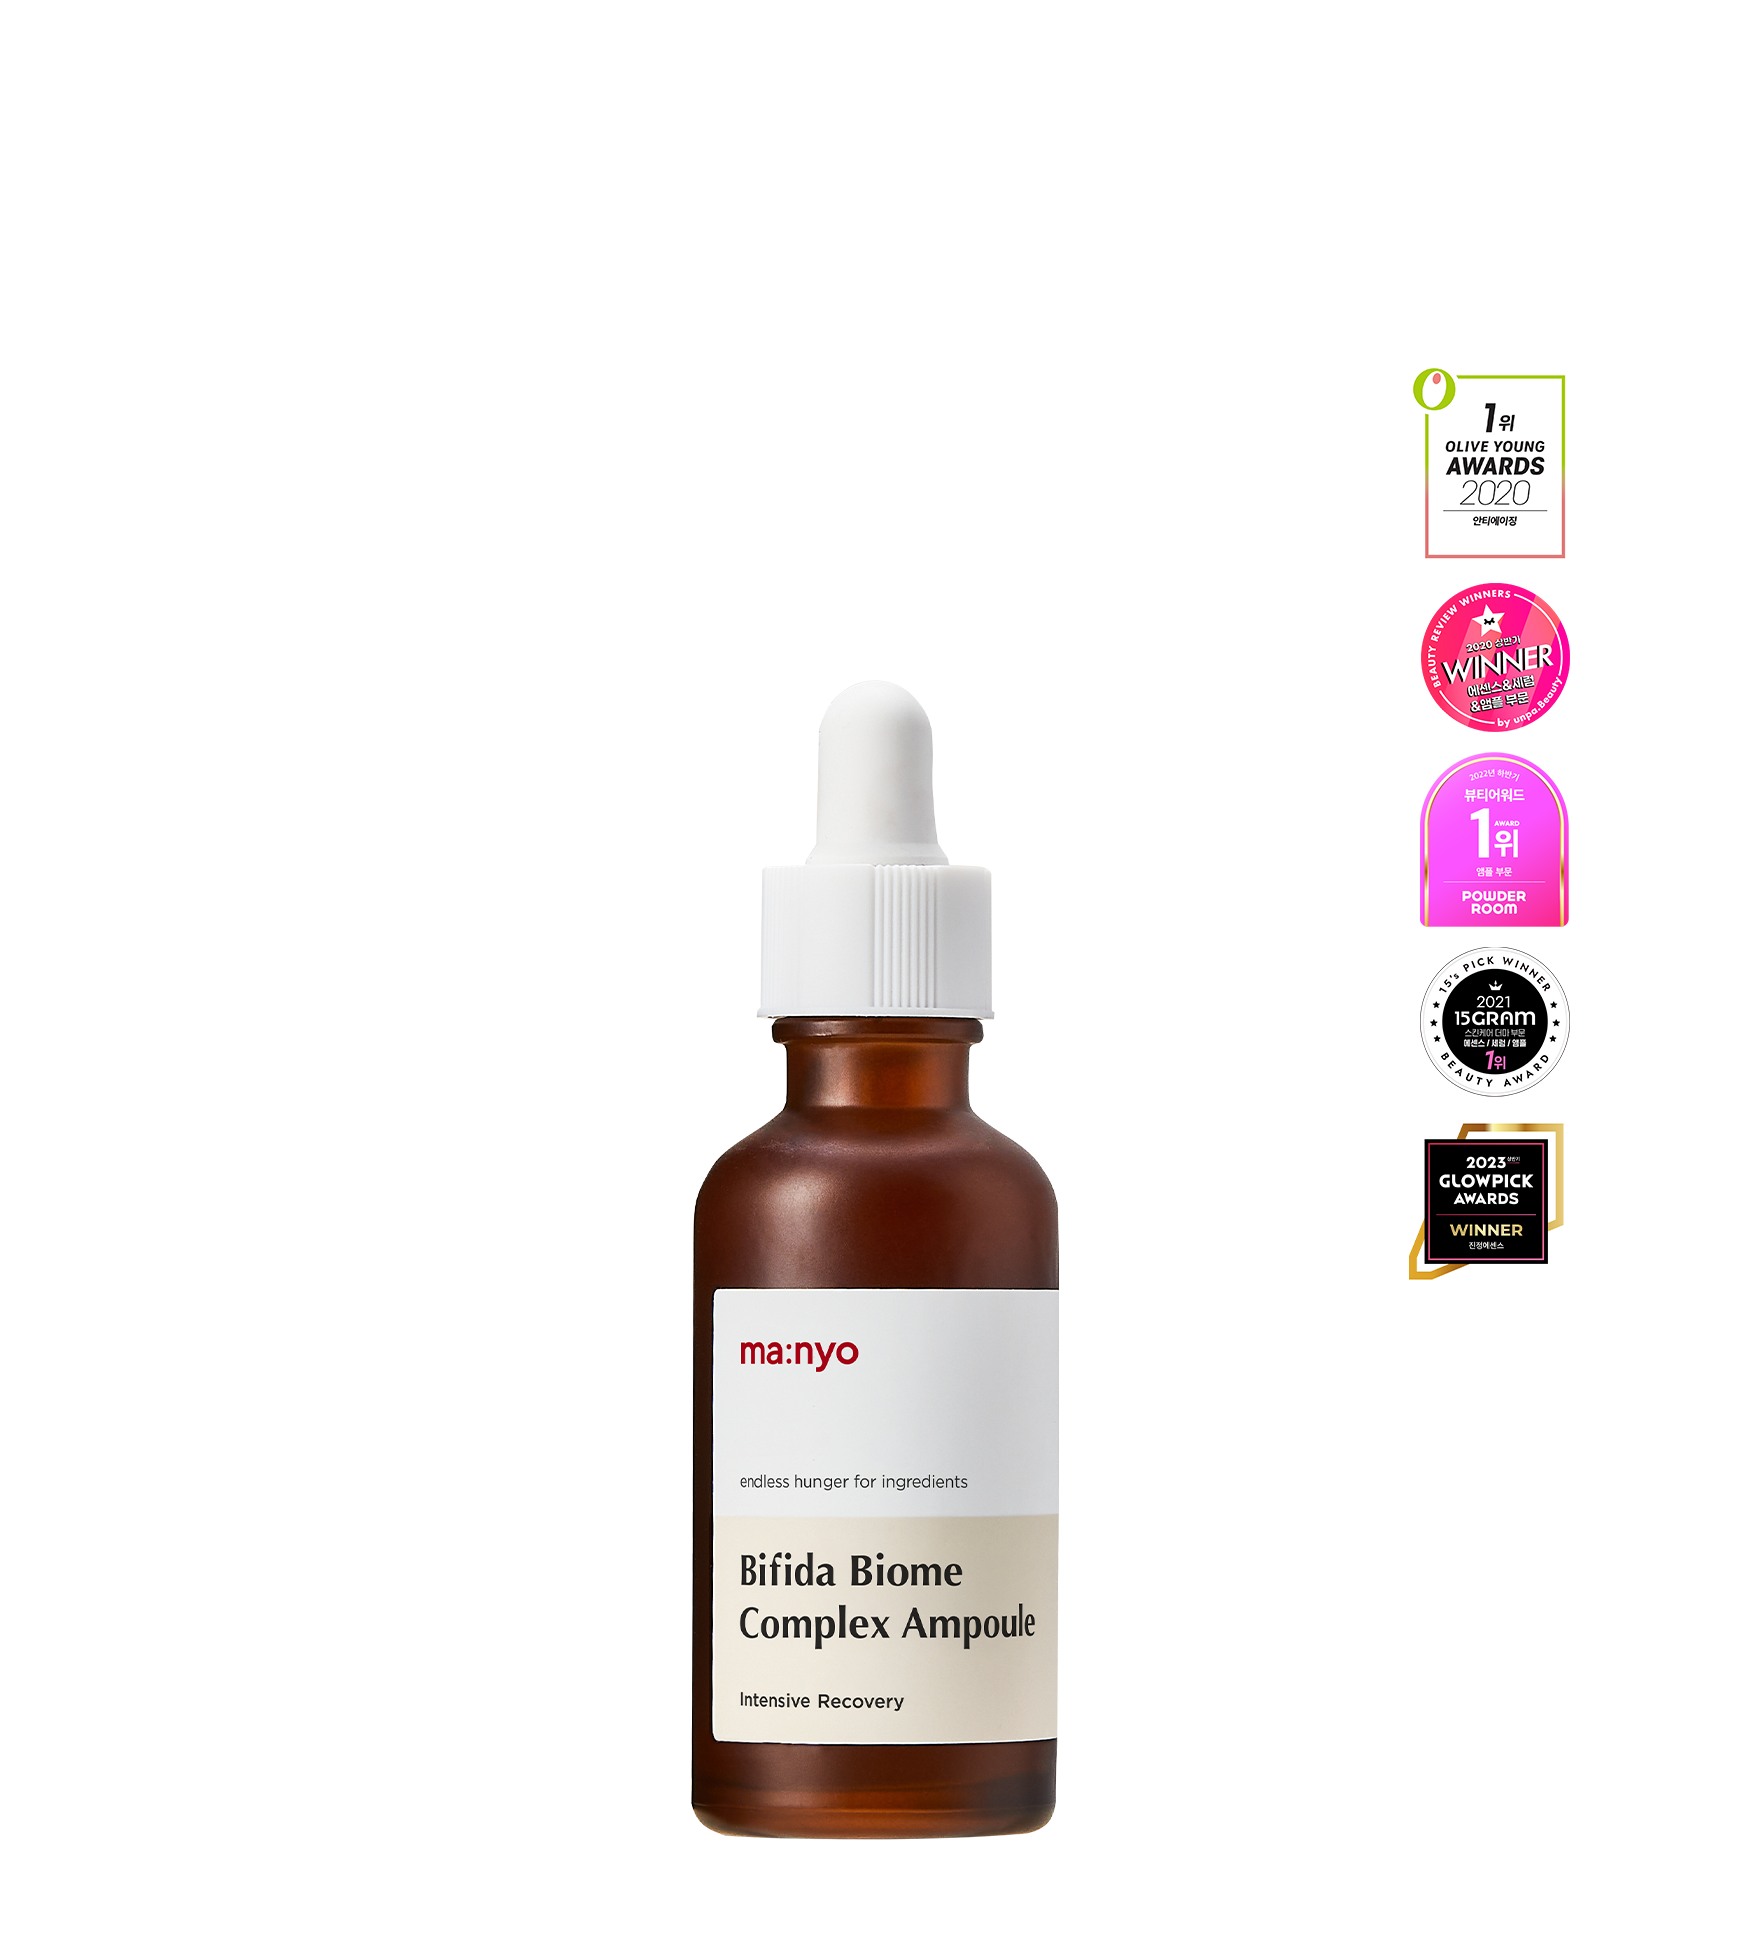 1위
OLIVE YOUNG
AWARDS
2020
안티에이징
BEAUTY REVIEW WINNERS
2020 상반기
WINNER
에센스&세럼
&앰플 부문
by unpa.Beauty
2022년 하반기
뷰티어워드
1위
AWARD
앰플 부문
POWDER
ROOM
15's PICK WINNER
2021
15GRAM
스킨케어 더마 부문
에센스 / 세럼 / 앰플
1위
BEAUTY AWARD
2023 상반기
GLOWPICK
AWARDS
WINNER
진정에센스
ma:nyo
endless hunger for ingredients
Bifida Biome
Complex Ampoule
Intensive Recovery